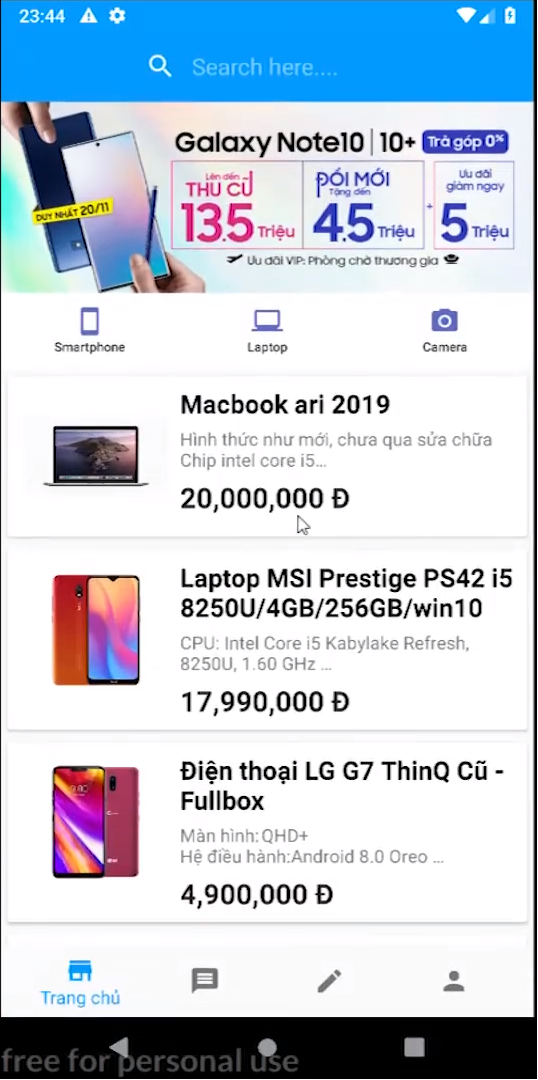 23:44
Search here....
Galaxy Note10 | 10+ Trả góp 0%
Lên đến
THU CŨ
13.5 Triệu
ĐỔI MỚI
Tặng đến
4.5 Triệu
+
Ưu đãi
giảm ngay
5 Triệu
DUY NHẤT 20/11
Ưu đãi VIP: Phòng chờ thương gia
Smartphone
Laptop
Camera
Macbook ari 2019
Hình thức như mới, chưa qua sửa chữa
Chip intel core i5...
20,000,000 Đ
Laptop MSI Prestige PS42 i5
8250U/4GB/256GB/win10
CPU: Intel Core i5 Kabylake Refresh,
8250U, 1.60 GHz ...
17,990,000 Đ
Điện thoại LG G7 ThinQ Cũ -
Fullbox
Màn hình:QHD+
Hệ điều hành:Android 8.0 Oreo ...
4,900,000 Đ
Trang chủ
free for personal use